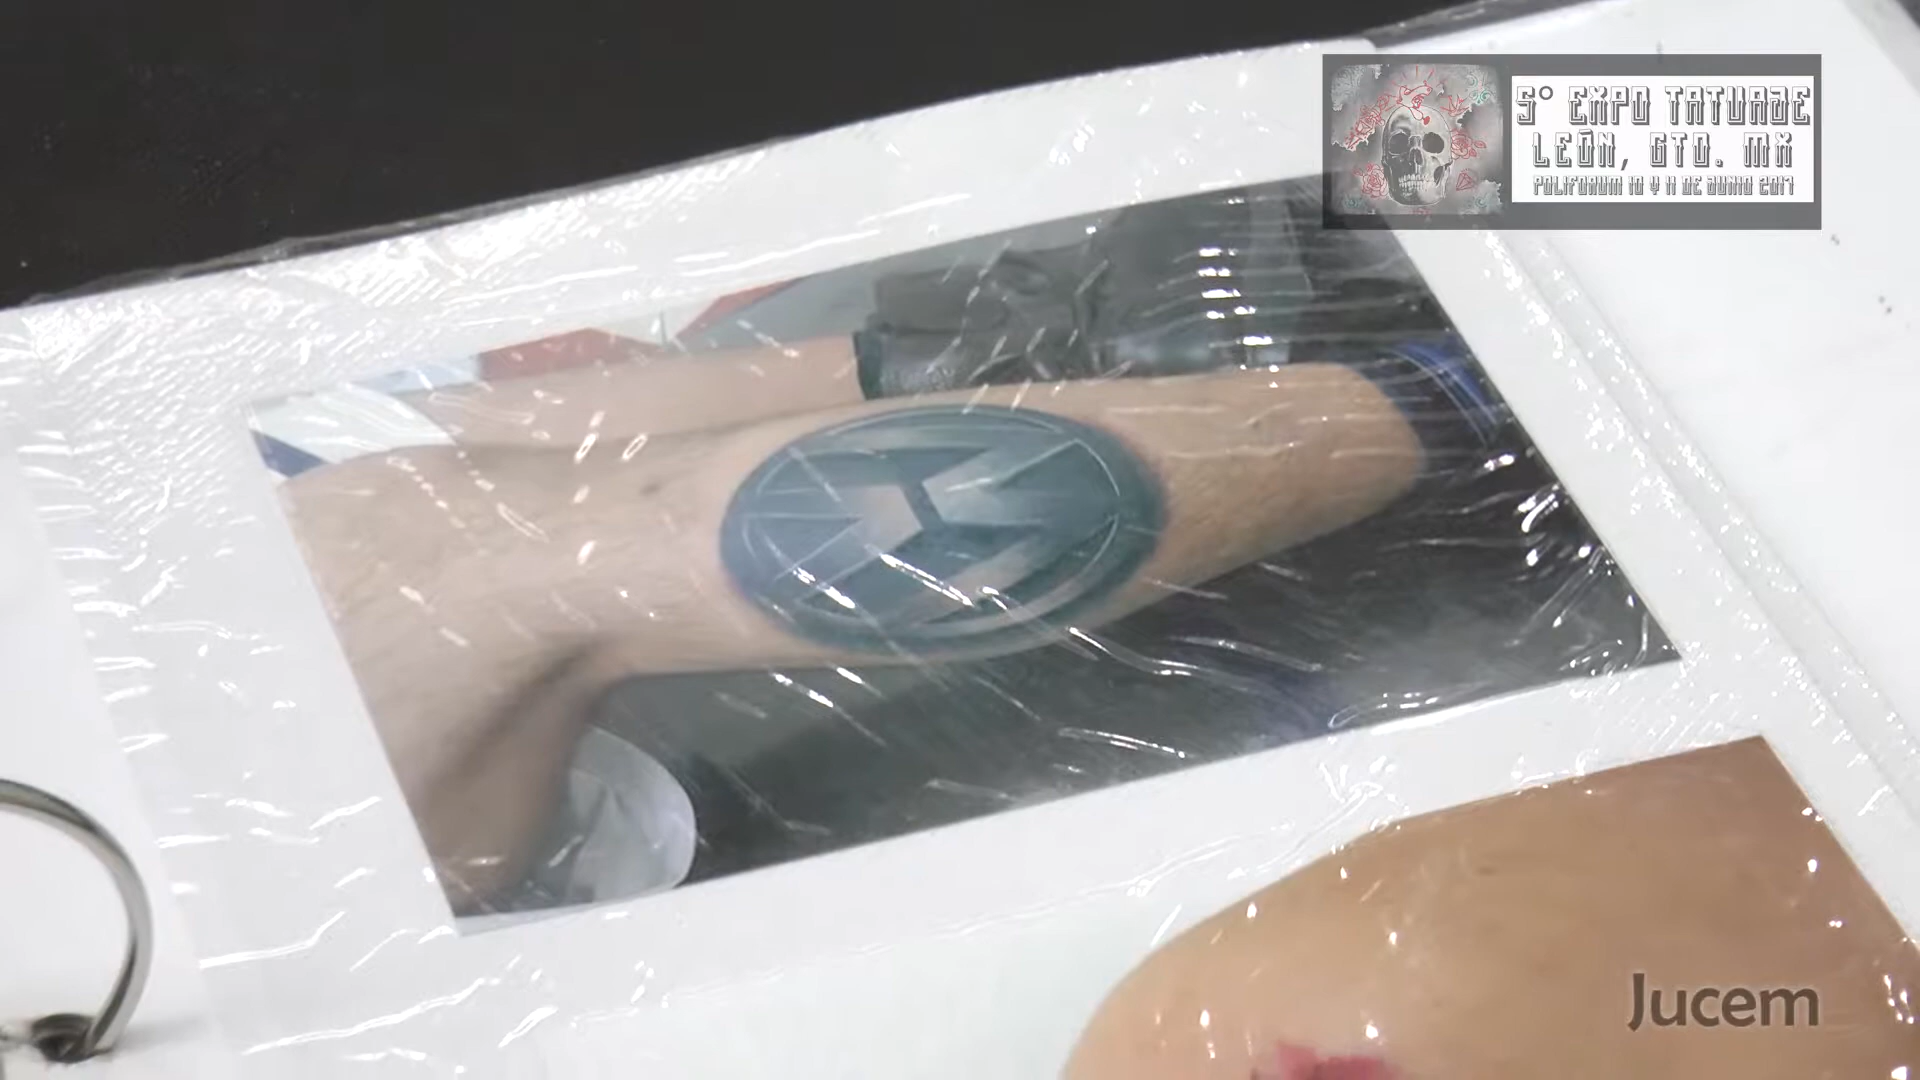 5° EXPO TATUAJE
LEÓN, GTO. MX
POLIFORUM 10 Y 11 DE JUNIO 2017
Jucem